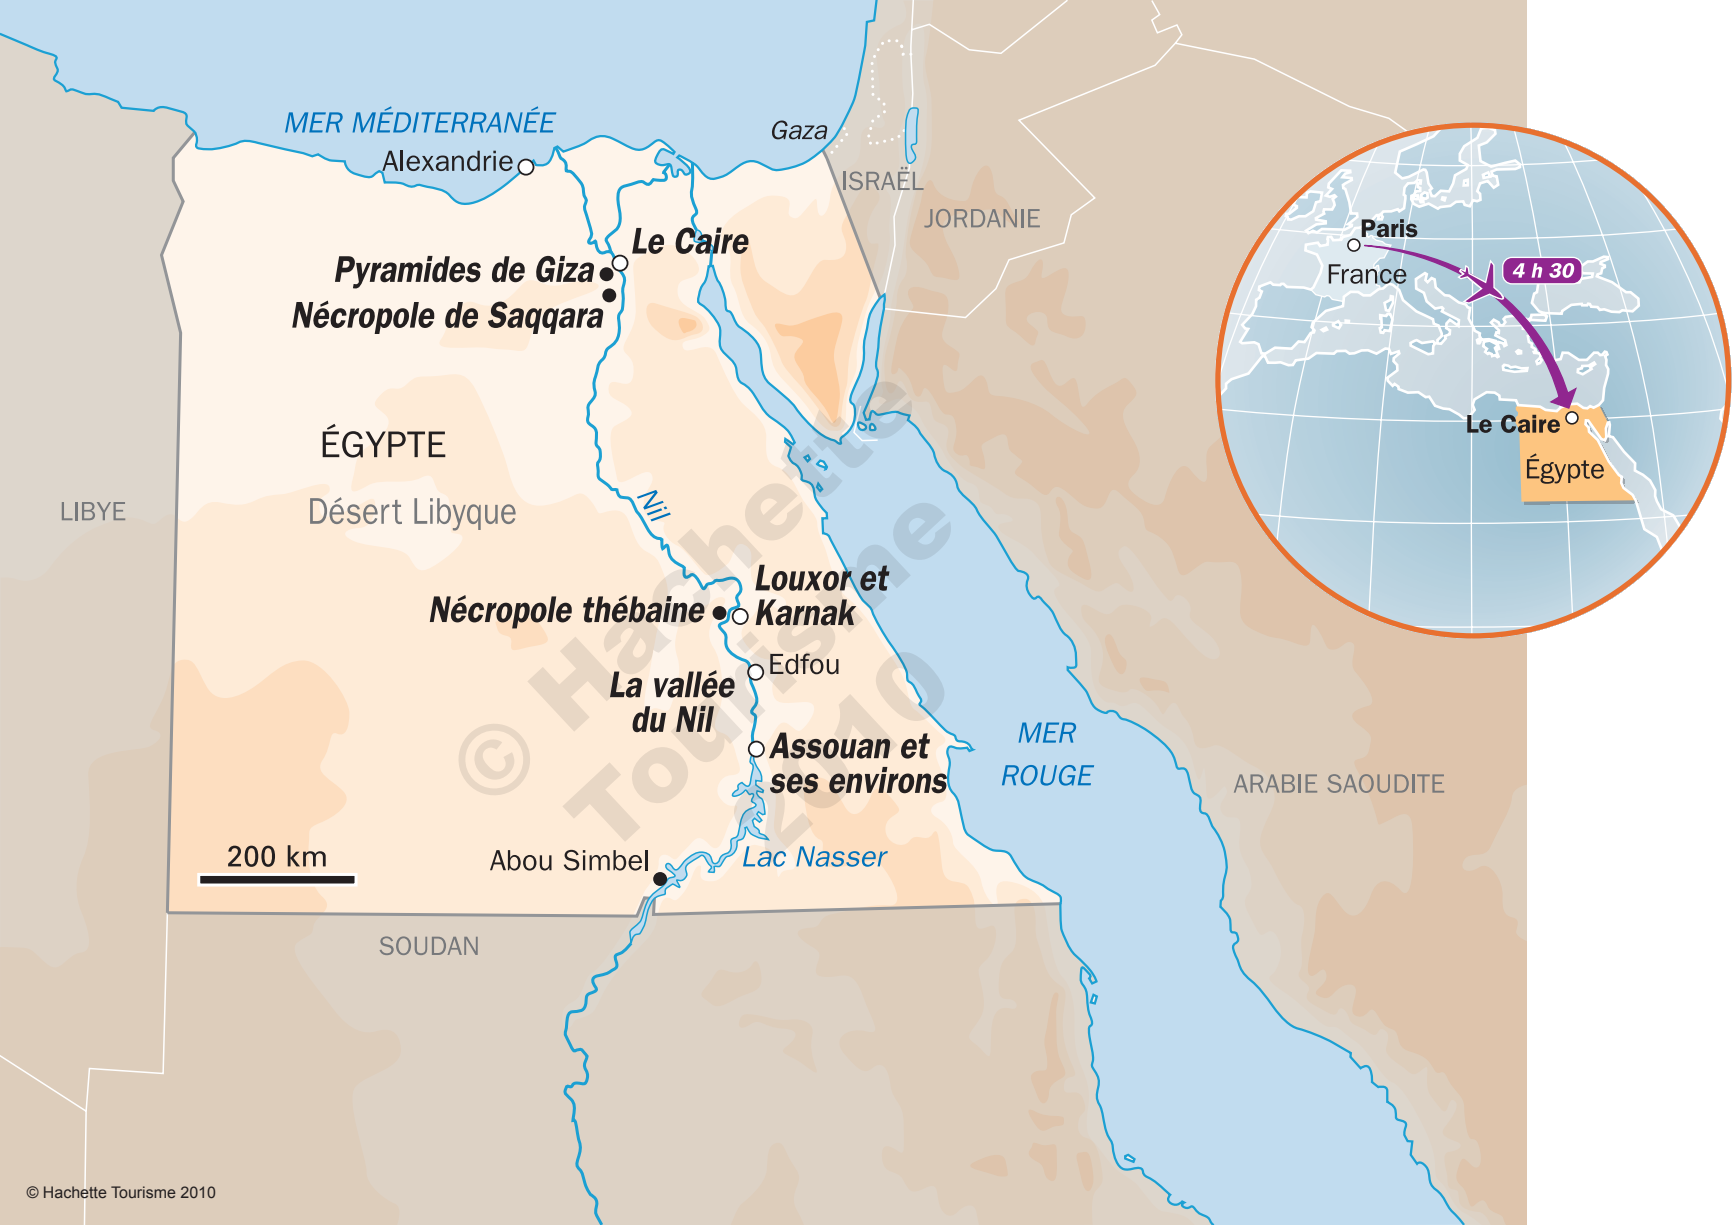 MER MÉDITERRANÉE
Gaza
Alexandrie
ISRAËL
JORDANIE
Le Caire
Pyramides de Giza
Nécropole de Saqqara
ÉGYPTE
Désert Libyque
LIBYE
Nil
Louxor et
Karnak
Nécropole thébaine
Edfou
La vallée
du Nil
Assouan et
ses environs
MER
ROUGE
ARABIE SAOUDITE
200 km
Abou Simbel
Lac Nasser
SOUDAN
Paris
France
4 h 30
Le Caire
Égypte
© Hachette
Tourisme
2010
© Hachette Tourisme 2010